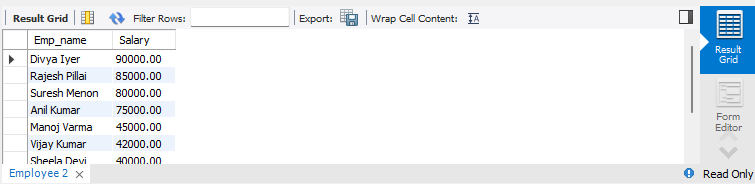 Result Grid Filter Rows: Export: Wrap Cell Content: IA
Emp_name Salary
Divya Iyer 90000.00
Rajesh Pillai 85000.00
Suresh Menon 80000.00
Anil Kumar 75000.00
Manoj Varma 45000.00
Vijay Kumar 42000.00
Sheela Devi 40000.00
Result
Grid
Form
Editor
Employee 2 Read Only